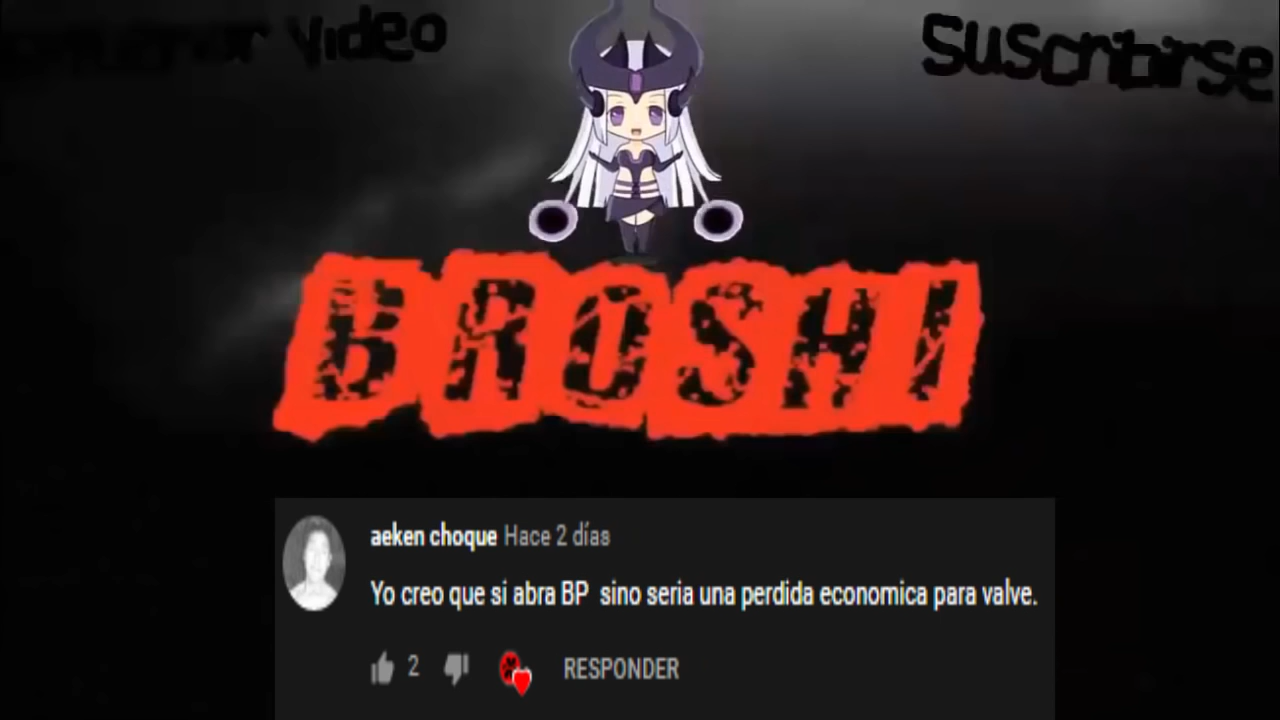 Video
Suscribirse
BROSHI
aeken choque Hace 2 días
Yo creo que si abra BP sino seria una perdida economica para valve.
2
RESPONDER